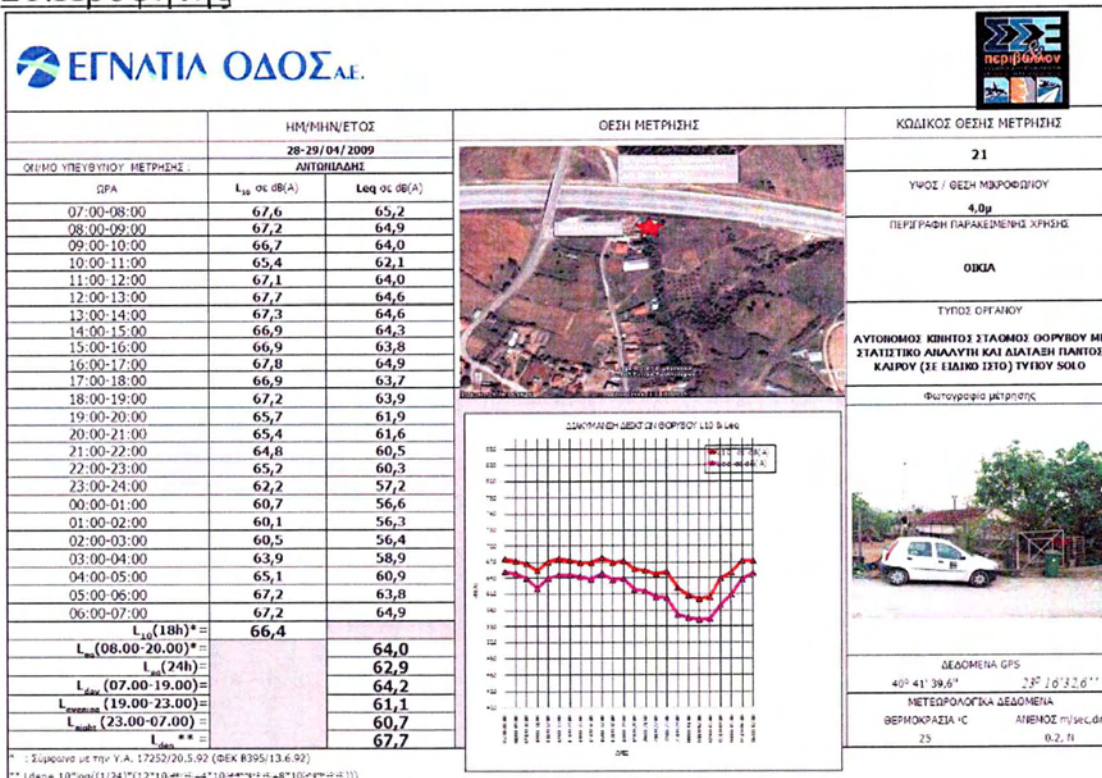 ΕΓΝΑΤΙΑ ΟΔΟΣ Α.Ε.
ΣΣΕ
&
περιβάλλον
ΗΜ/ΜΗΝ/ΕΤΟΣ
ΘΕΣΗ ΜΕΤΡΗΣΗΣ
ΚΩΔΙΚΟΣ ΘΕΣΗΣ ΜΕΤΡΗΣΗΣ
28-29/04/2009
21
ΟΝ/ΜΟ ΥΠΕΥΘΥΝΟΥ ΜΕΤΡΗΣΗΣ :
ΑΝΤΩΝΙΑΔΗΣ
ΩΡΑ L10 σε dB(A) Leq σε dB(A)
07:00-08:00 67,6 65,2
08:00-09:00 67,2 64,9
09:00-10:00 66,7 64,0
10:00-11:00 65,4 62,1
11:00-12:00 67,1 64,0
12:00-13:00 67,7 64,6
13:00-14:00 67,3 64,6
14:00-15:00 66,9 64,3
15:00-16:00 66,9 63,8
16:00-17:00 67,8 64,9
17:00-18:00 66,9 63,7
18:00-19:00 67,2 63,9
19:00-20:00 65,7 61,9
20:00-21:00 65,4 61,6
21:00-22:00 64,8 60,5
22:00-23:00 65,2 60,3
23:00-24:00 62,2 57,2
00:00-01:00 60,7 56,6
01:00-02:00 60,1 56,3
02:00-03:00 60,5 56,4
03:00-04:00 63,9 58,9
04:00-05:00 65,1 60,9
05:00-06:00 67,2 63,8
06:00-07:00 67,2 64,9
L10(18h)*= 66,4
Leq(08.00-20.00)*= 64,0
Leq(24h)= 62,9
Lday (07.00-19.00)= 64,2
Levening (19.00-23.00)= 61,1
Lnight (23.00-07.00) = 60,7
Lden ** = 67,7
* : Σύμφωνα με την Υ.Α. 17252/20.5.92 (ΦΕΚ Β395/13.6.92)
ΔΙΑΚΥΜΑΝΣΗ ΔΕΙΚΤΩΝ ΘΟΡΥΒΟΥ L10 & Leq
L10 σε dB(A)
Leq σε dB(A)
ΥΨΟΣ / ΘΕΣΗ ΜΙΚΡΟΦΩΝΟΥ
4,0μ
ΠΕΡΙΓΡΑΦΗ ΠΑΡΑΚΕΙΜΕΝΗΣ ΧΡΗΣΗΣ
ΟΙΚΙΑ
ΤΥΠΟΣ ΟΡΓΑΝΟΥ
ΑΥΤΟΝΟΜΟΣ ΚΙΝΗΤΟΣ ΣΤΑΘΜΟΣ ΘΟΡΥΒΟΥ ΜΕ
ΣΤΑΤΙΣΤΙΚΟ ΑΝΑΛΥΤΗ ΚΑΙ ΔΙΑΤΑΞΗ ΠΑΝΤΟΣ
ΚΑΙΡΟΥ (ΣΕ ΕΙΔΙΚΟ ΙΣΤΟ) ΤΥΠΟΥ SOLO
Φωτογραφία μέτρησης
ΔΕΔΟΜΕΝΑ GPS
40º 41' 39,6'' 23º 16'32,6''
ΜΕΤΕΩΡΟΛΟΓΙΚΑ ΔΕΔΟΜΕΝΑ
ΘΕΡΜΟΚΡΑΣΙΑ ºC ΑΝΕΜΟΣ m/sec,dir
25 0.2, N